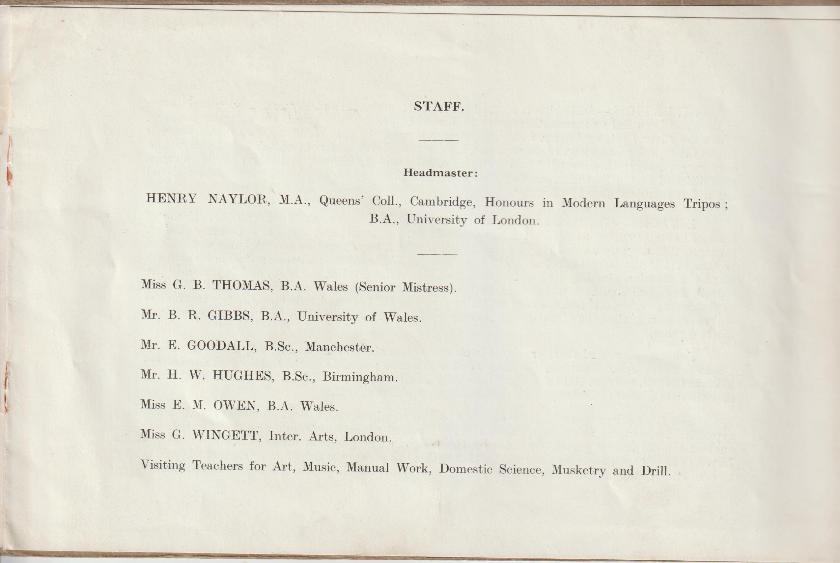 STAFF.
Headmaster:
HENRY NAYLOR, M.A., Queens' Coll., Cambridge, Honours in Modern Languages Tripos;
B.A., University of London.
Miss G. B. THOMAS, B.A. Wales (Senior Mistress).
Mr. B. R. GIBBS, B.A., University of Wales.
Mr. E. GOODALL, B.Sc., Manchester.
Mr. H. W. HUGHES, B.Sc., Birmingham.
Miss E. M. OWEN, B.A. Wales.
Miss G. WINGETT, Inter. Arts, London.
Visiting Teachers for Art, Music, Manual Work, Domestic Science, Musketry and Drill.